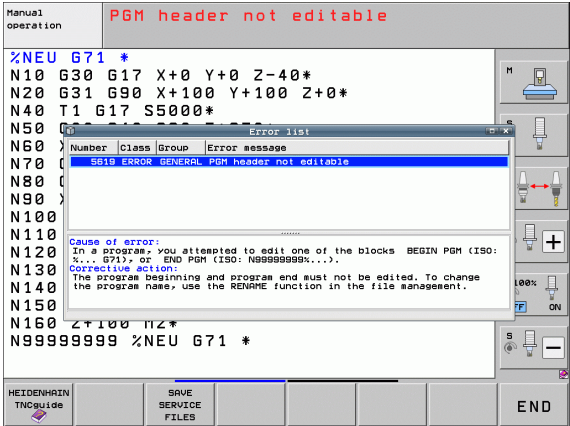 Manual
operation
PGM header not editable
%NEU G71 *
N10 G30 G17 X+0 Y+0 Z-40*
N20 G31 G90 X+100 Y+100 Z+0*
N40 T1 G17 S5000*
N50
N60
N70
N80
N90
N100
N110
N120
N130
N140
N150
N160 Z+100 M2*
N99999999 %NEU G71 *
Error list
Number Class Group Error message
5619 ERROR GENERAL PGM header not editable
Cause of error:
In a program, you attempted to edit one of the blocks BEGIN PGM (ISO:
%... G71), or END PGM (ISO: N99999999%...).
Corrective action:
The program beginning and program end must not be edited. To change
the program name, use the RENAME function in the file management.
M
S
100%
ON
S
HEIDENHAIN
TNCguide
SAVE
SERVICE
FILES
END